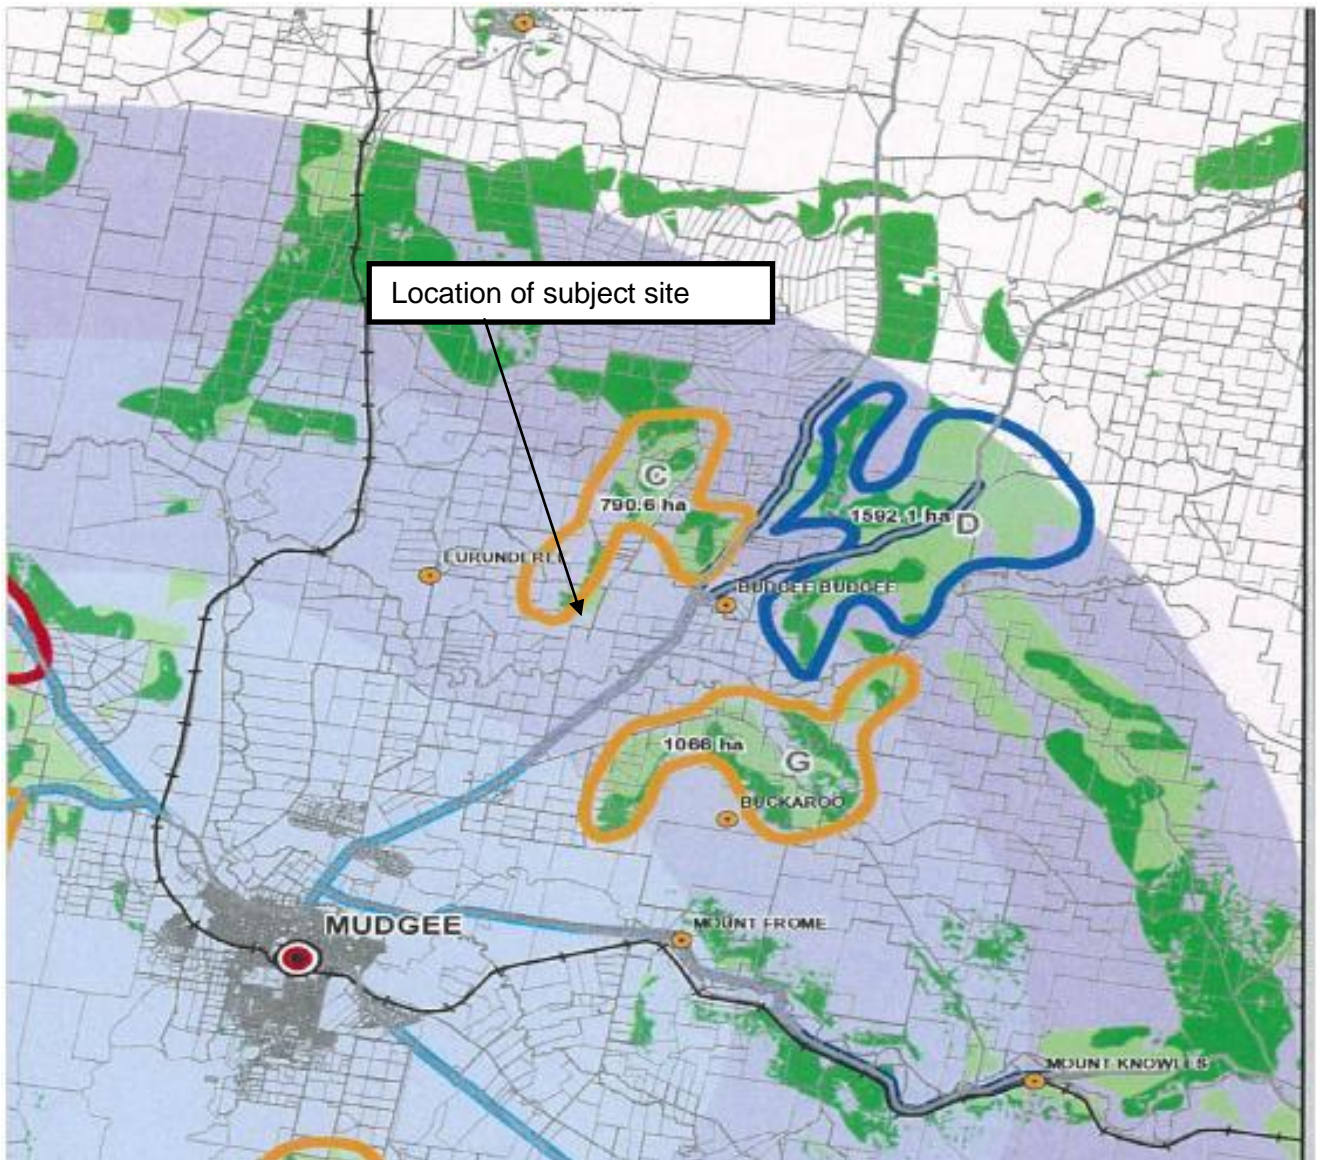 Location of subject site
C
790.6 ha
1592.1 ha
D
EURUNDEREE
BUDGEE BUDGEE
1066 ha
G
BUCKAROO
MUDGEE
MOUNT FROME
MOUNT KNOWLES